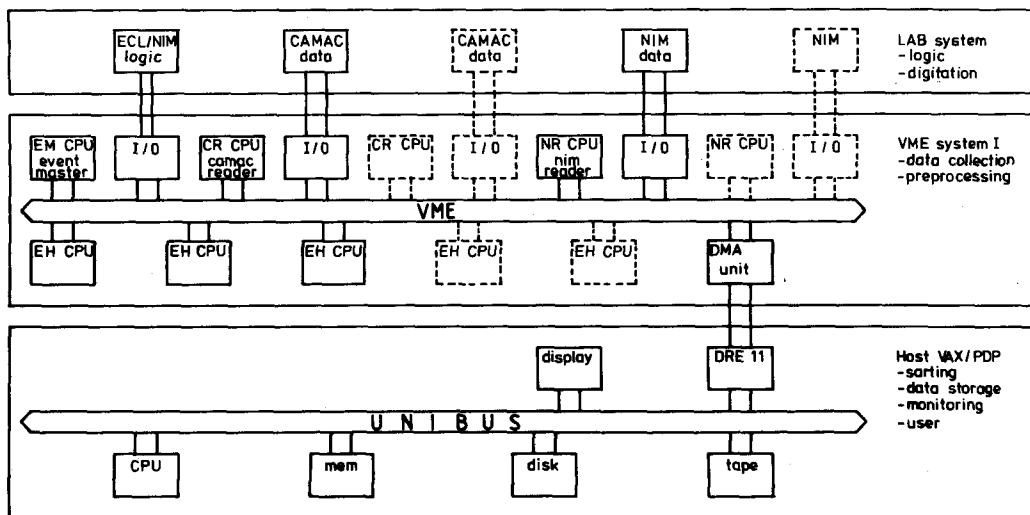 ECL/NIM
logic
CAMAC
data
CAMAC
data
NIM
data
NIM
LAB system
-logic
-digitation
EM CPU
event
master
I/O
CR CPU
camac
reader
I/O
CR CPU
I/O
NR CPU
nim
reader
I/O
NR CPU
I/O
VME system I
-data collection
-preprocessing
VME
EH CPU
EH CPU
EH CPU
EH CPU
EH CPU
DMA
unit
display
DRE 11
Host VAX/PDP
-sarting
-data storage
-monitoring
-user
UNIBUS
CPU
mem
disk
tape